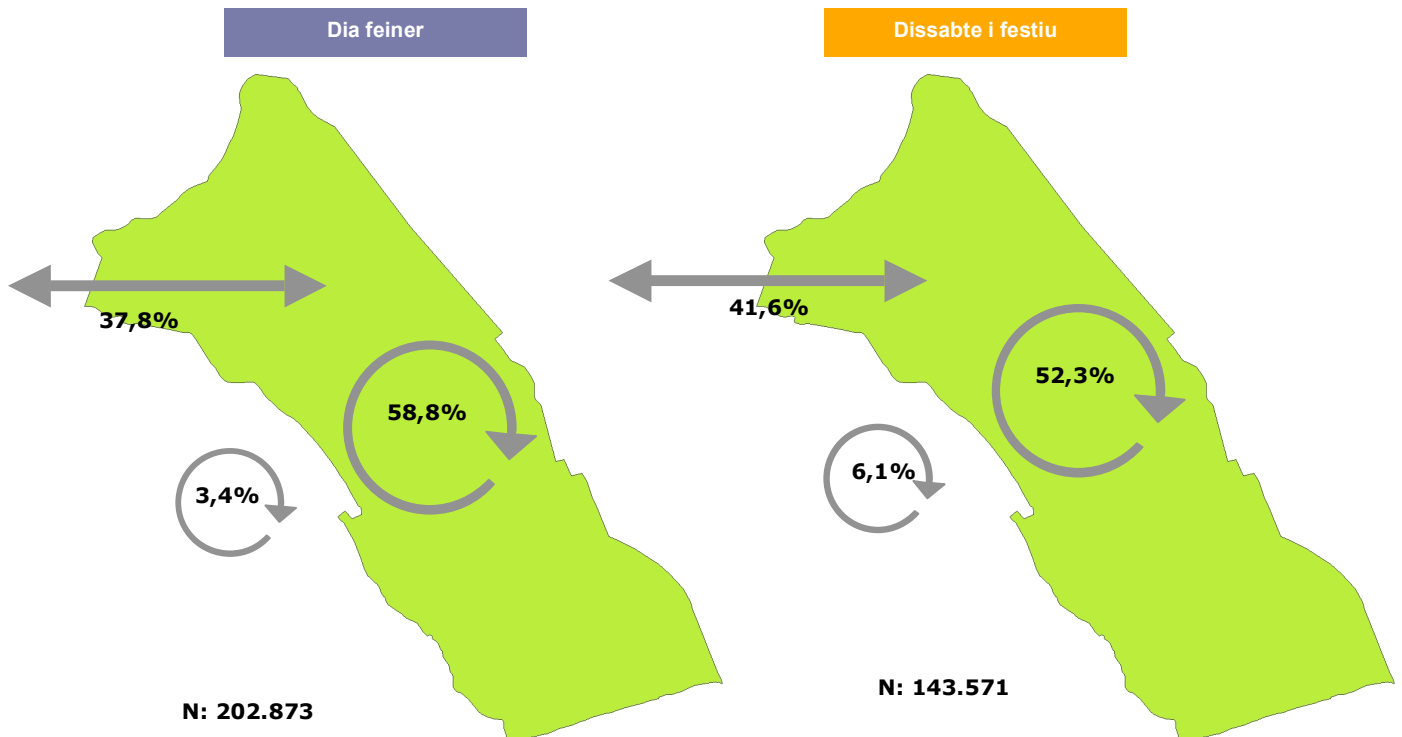 Dia feiner
37,8%
58,8%
3,4%
N: 202.873
Dissabte i festiu
41,6%
52,3%
6,1%
N: 143.571